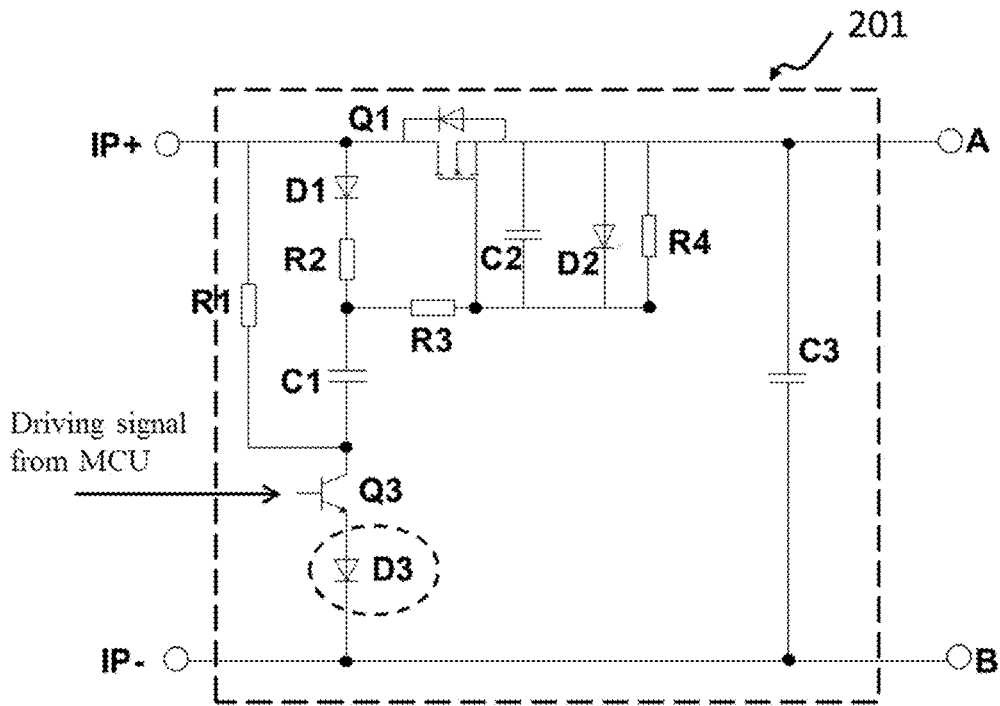 201
Q1
IP+
A
D1
R2
C2
D2
R4
R1
R3
C1
C3
Driving signal
from MCU
Q3
D3
IP-
B